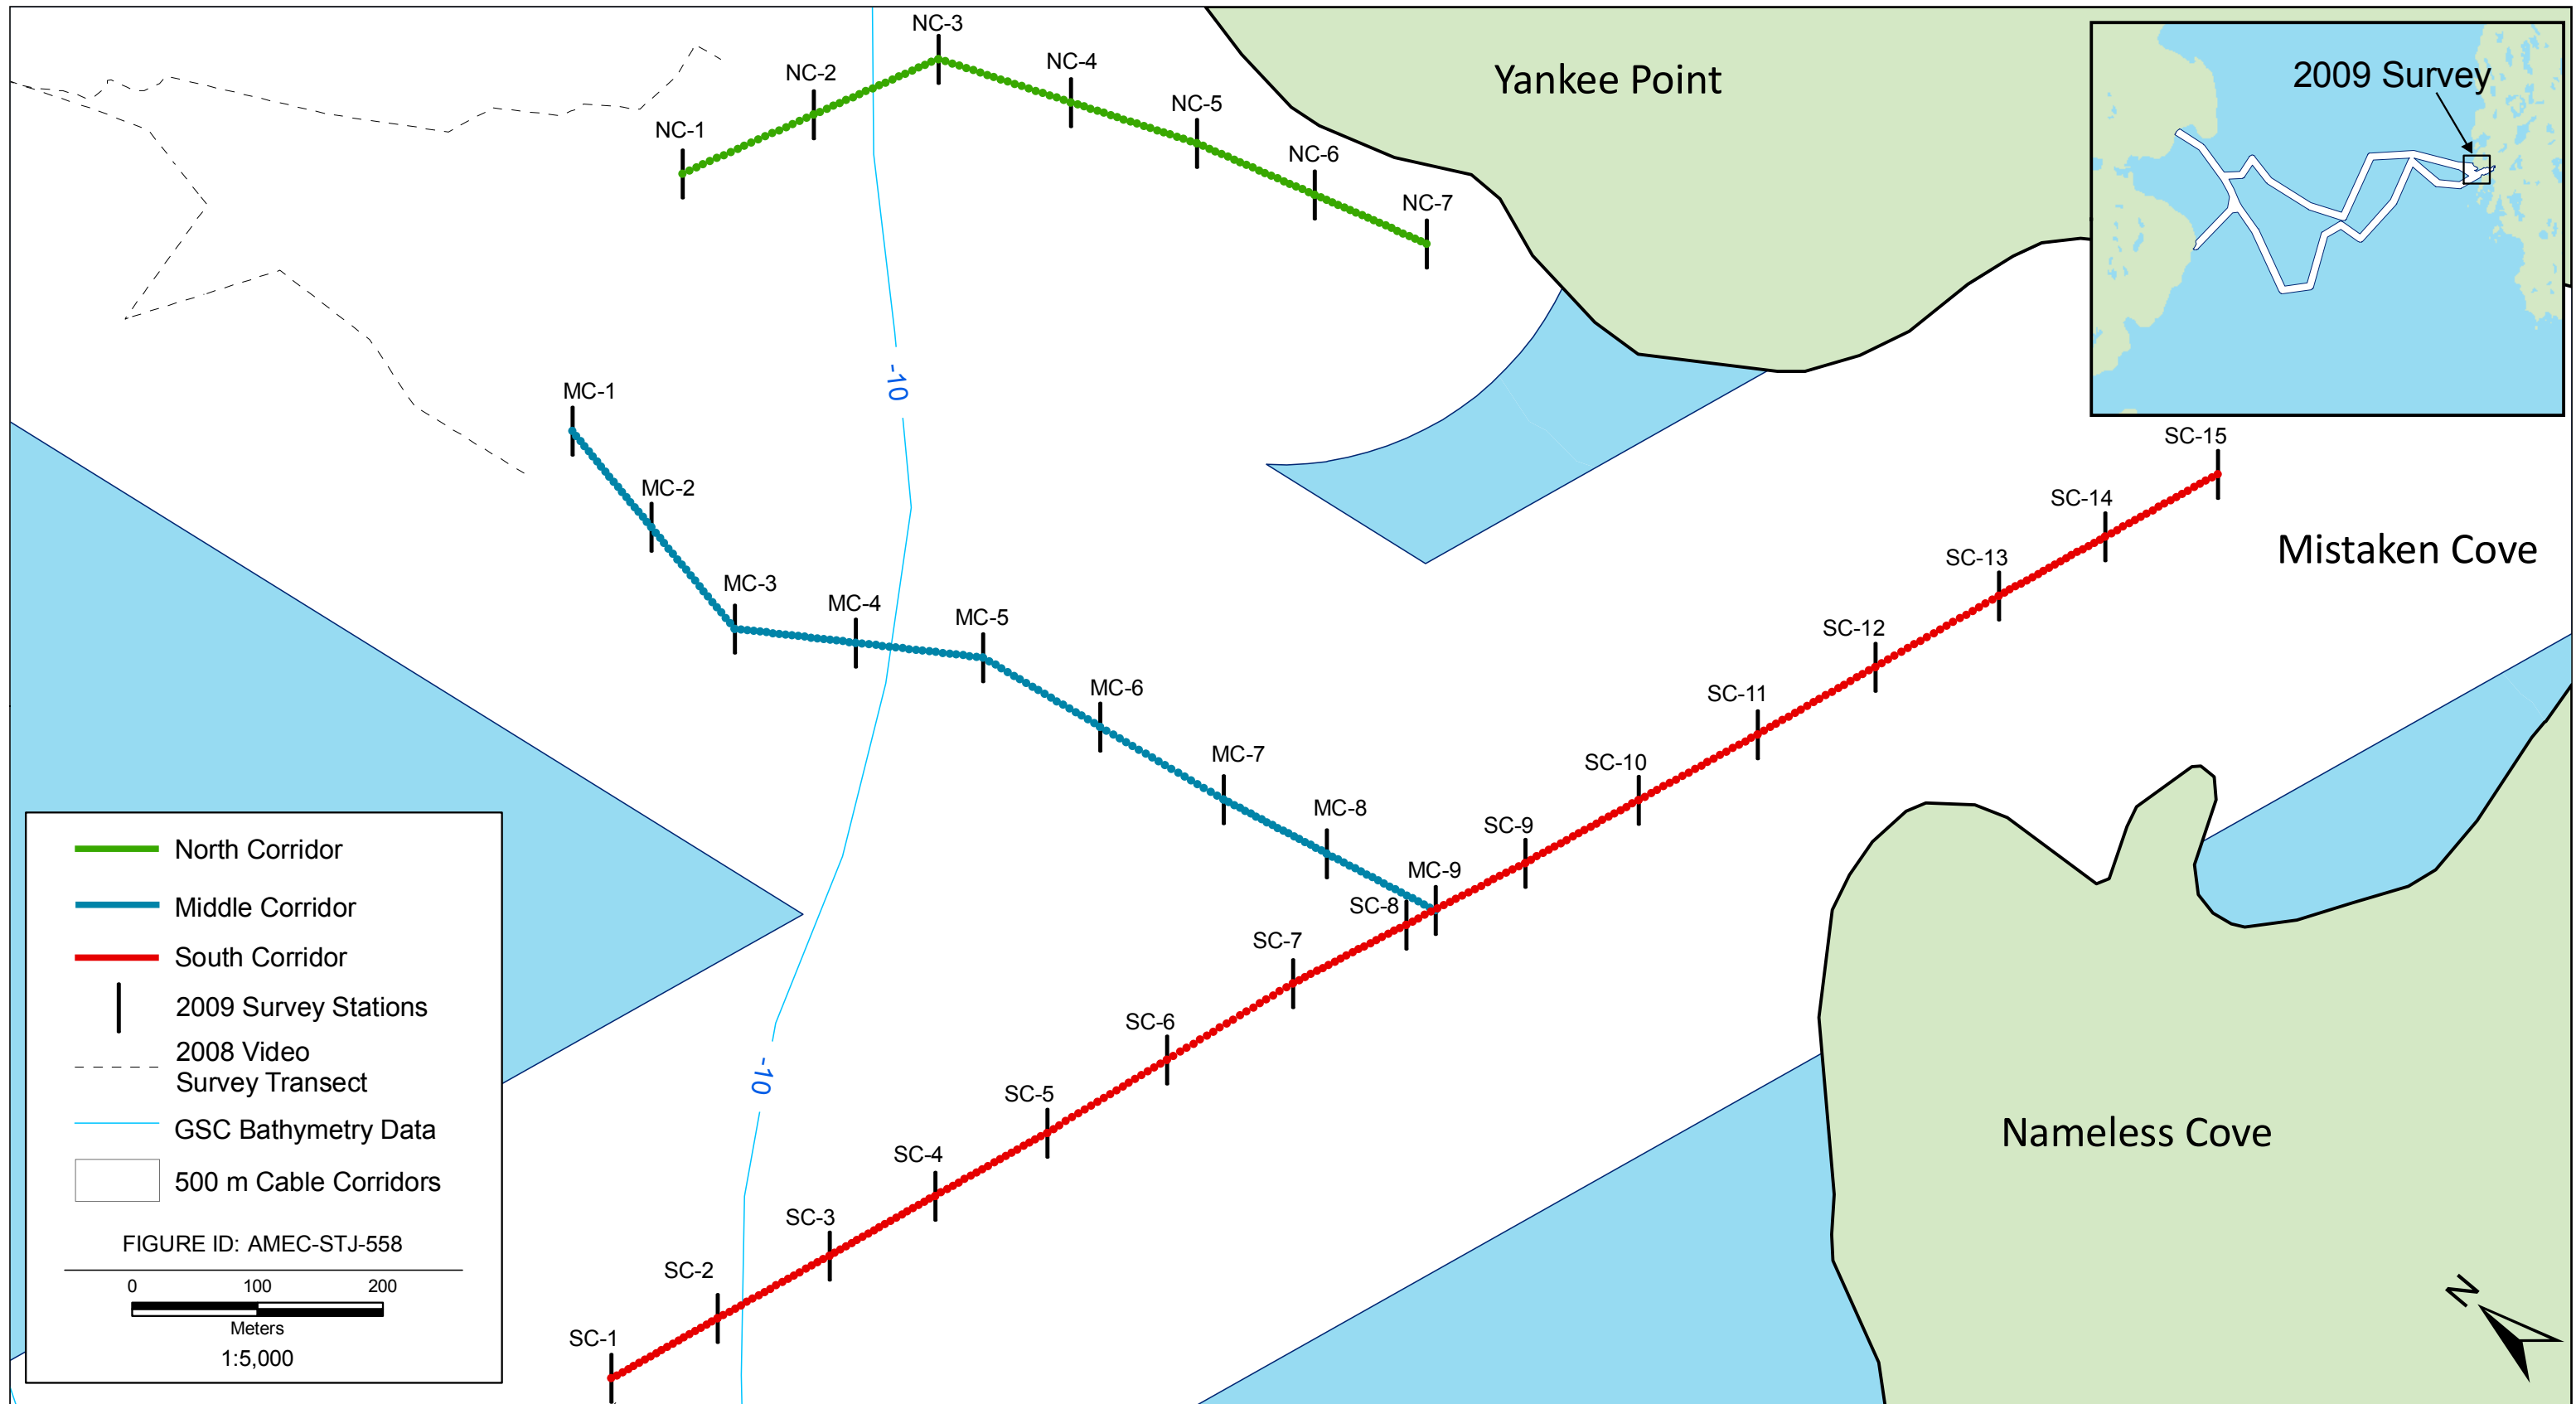 NC-3
NC-4
NC-2
NC-5
NC-1
NC-6
NC-7
Yankee Point
2009 Survey
-10
MC-1
MC-2
MC-3
MC-4
MC-5
MC-6
MC-7
MC-8
MC-9
SC-15
SC-14
SC-13
SC-12
SC-11
SC-10
SC-9
SC-8
SC-7
SC-6
SC-5
SC-4
SC-3
SC-2
SC-1
Mistaken Cove
Nameless Cove
-10
North Corridor
Middle Corridor
South Corridor
2009 Survey Stations
2008 Video
Survey Transect
GSC Bathymetry Data
500 m Cable Corridors
FIGURE ID: AMEC-STJ-558
0 100 200
Meters
1:5,000
N